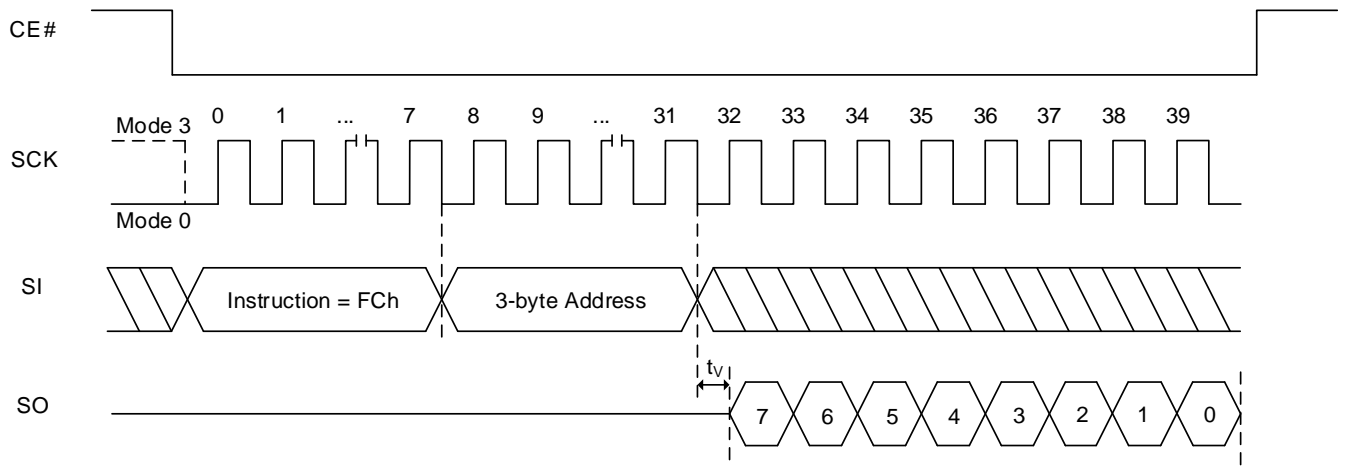 CE#
Mode 3 0 1 ... 7 8 9 ... 31 32 33 34 35 36 37 38 39
SCK
Mode 0
SI Instruction = FCh 3-byte Address
tV
SO 7 6 5 4 3 2 1 0